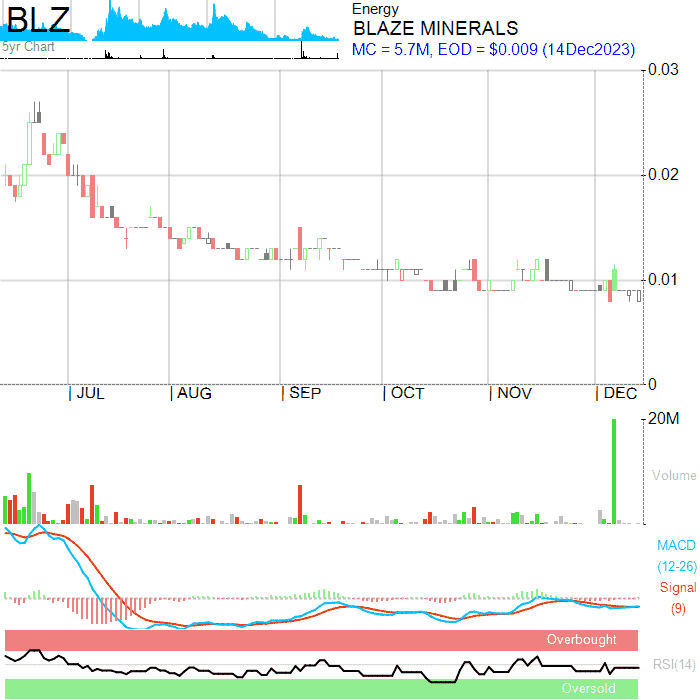 BLZ
Energy
BLAZE MINERALS
5yr Chart
MC = 5.7M, EOD = $0.009 (14Dec2023)
0.03
0.02
0.01
0
JUL AUG SEP OCT NOV DEC
20M
Volume
MACD
(12-26)
Signal
(9)
Overbought
RSI(14)
Oversold